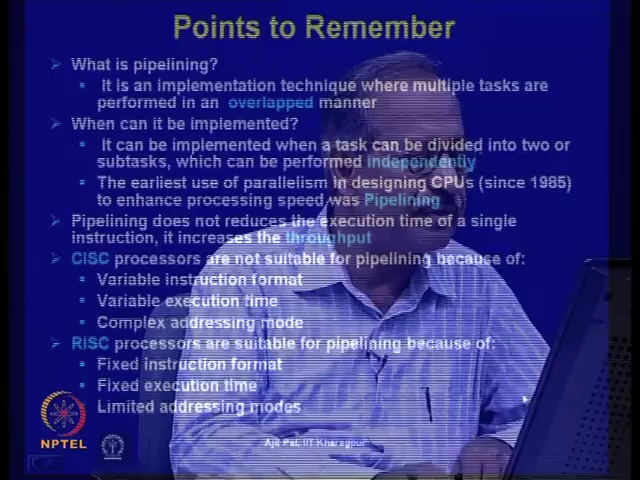 Points to Remember
What is pipelining?
It is an implementation technique where multiple tasks are
performed in an overlapped manner
When can it be implemented?
It can be implemented when a task can be divided into two or
subtasks, which can be performed independently
The earliest use of parallelism in designing CPUs (since 1985)
to enhance processing speed was Pipelining
Pipelining does not reduces the execution time of a single
instruction, it increases the throughput
CISC processors are not suitable for pipelining because of:
Variable instruction format
Variable execution time
Complex addressing mode
RISC processors are suitable for pipelining because of:
Fixed instruction format
Fixed execution time
Limited addressing modes
NPTEL
Ajit Pal, IIT Kharagpur